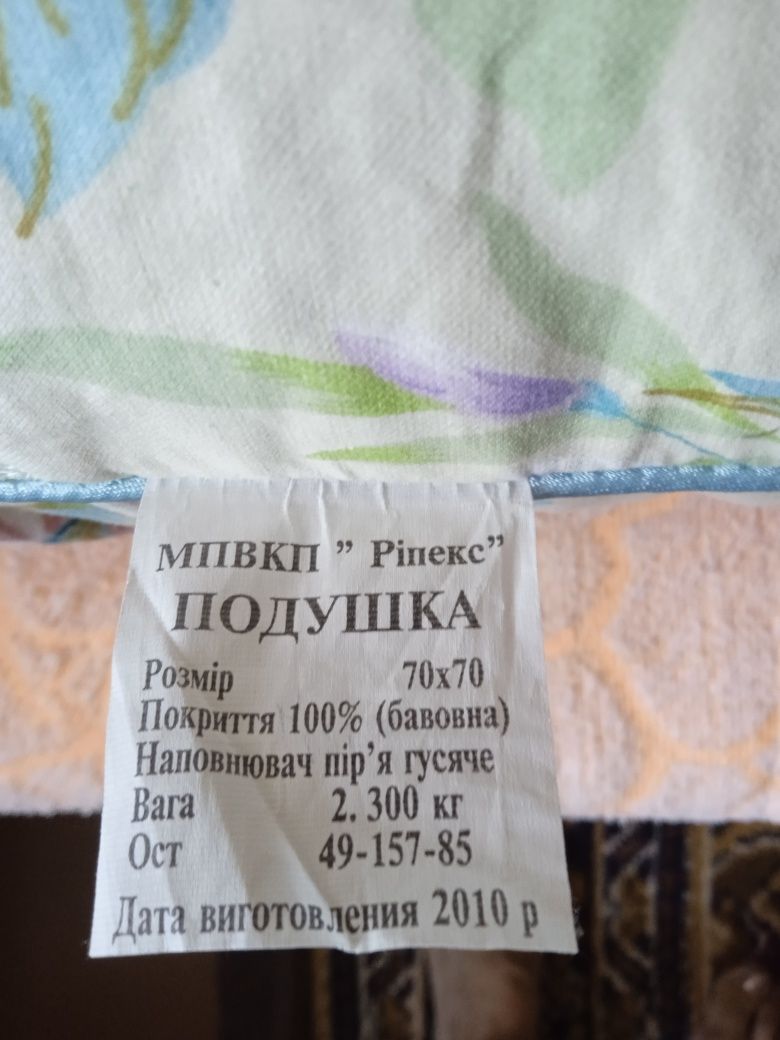 МПВКП ” Ріпекс”
ПОДУШКА
Розмір 70х70
Покриття 100% (бавовна)
Наповнювач пір’я гусяче
Вага 2. 300 кг
Ост 49-157-85
Дата виготовления 2010 р